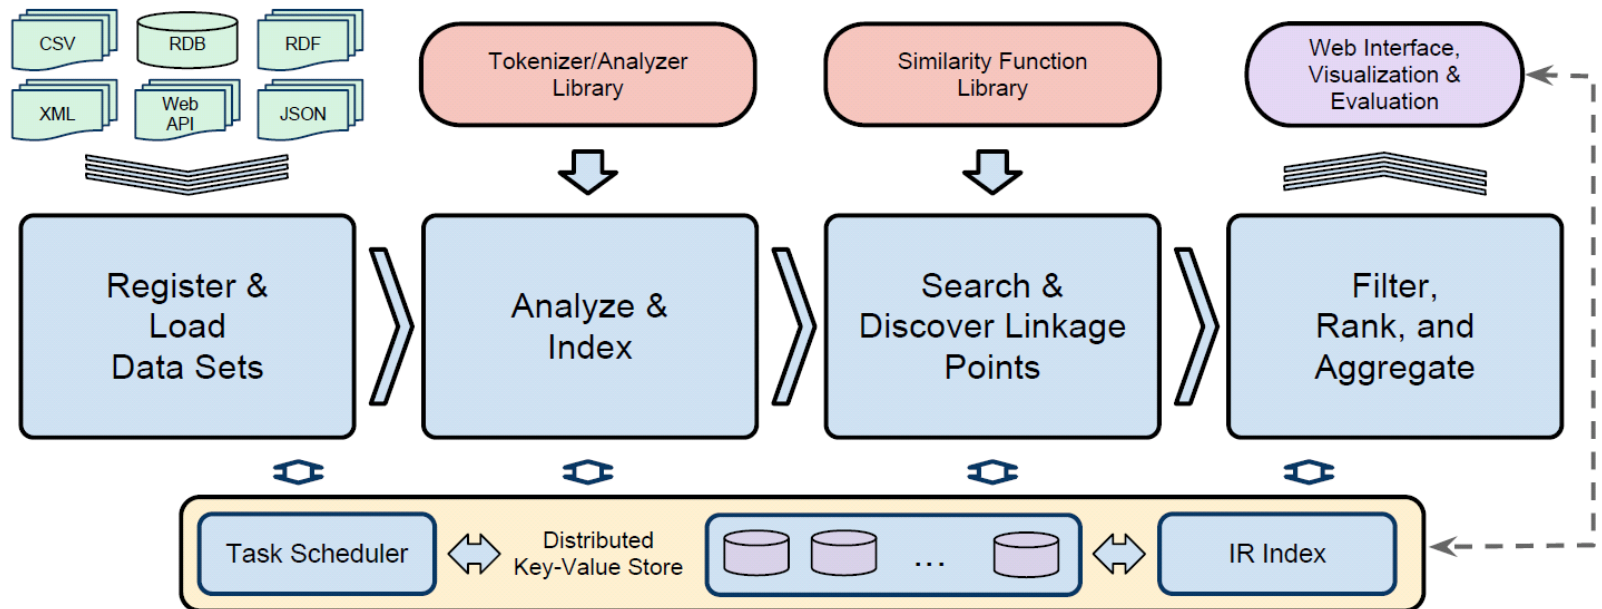 CSV
RDB
RDF
XML
Web
API
JSON
Tokenizer/Analyzer
Library
Similarity Function
Library
Web Interface,
Visualization &
Evaluation
Register &
Load
Data Sets
Analyze &
Index
Search &
Discover Linkage
Points
Filter,
Rank, and
Aggregate
Task Scheduler
Distributed
Key-Value Store
...
IR Index